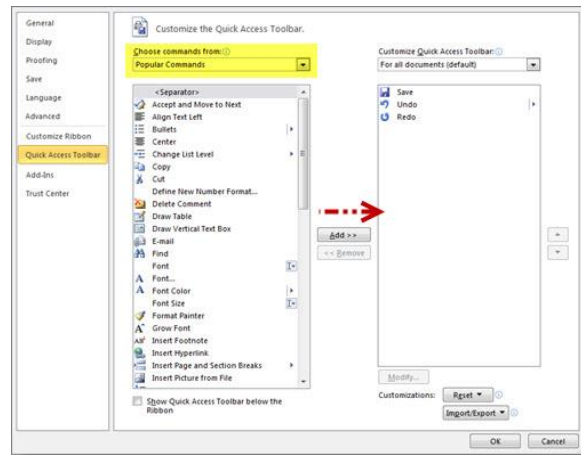 General
Display
Proofing
Save
Language
Advanced
Customize Ribbon
Quick Access Toolbar
Add-Ins
Trust Center
Customize the Quick Access Toolbar.
Choose commands from:
Popular Commands
<Separator>
Accept and Move to Next
Align Text Left
Bullets
Center
Change List Level
Copy
Cut
Define New Number Format...
Delete Comment
Draw Table
Draw Vertical Text Box
E-mail
Find
Font
Font...
Font Color
Font Size
Format Painter
Grow Font
Insert Footnote
Insert Hyperlink
Insert Page and Section Breaks
Insert Picture from File
Show Quick Access Toolbar below the
Ribbon
Add >>
<< Remove
Customize Quick Access Toolbar:
For all documents (default)
Save
Undo
Redo
Modify...
Customizations:
Reset
Import/Export
OK
Cancel